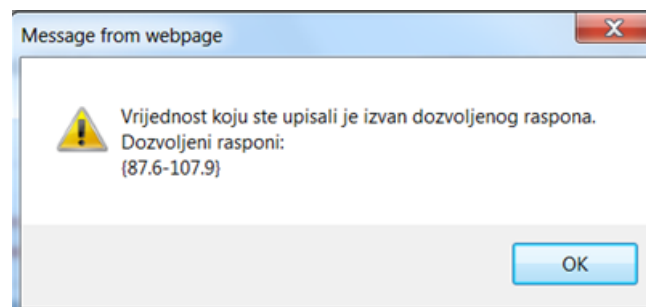 Message from webpage
Vrijednost koju ste upisali je izvan dozvoljenog raspona.
Dozvoljeni rasponi:
{87.6-107.9}
OK